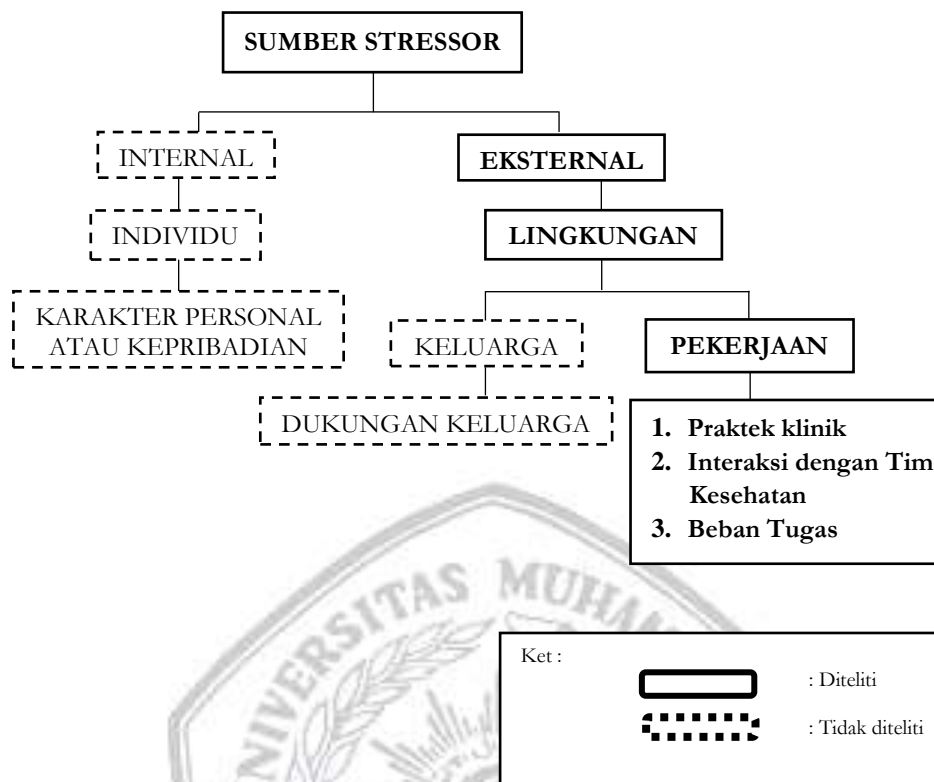 SUMBER STRESSOR
INTERNAL
EKSTERNAL
INDIVIDU
LINGKUNGAN
KARAKTER PERSONAL
ATAU KEPRIBADIAN
KELUARGA
PEKERJAAN
DUKUNGAN KELUARGA
1. Praktek klinik
2. Interaksi dengan Tim
Kesehatan
3. Beban Tugas
Ket :
: Diteliti
: Tidak diteliti